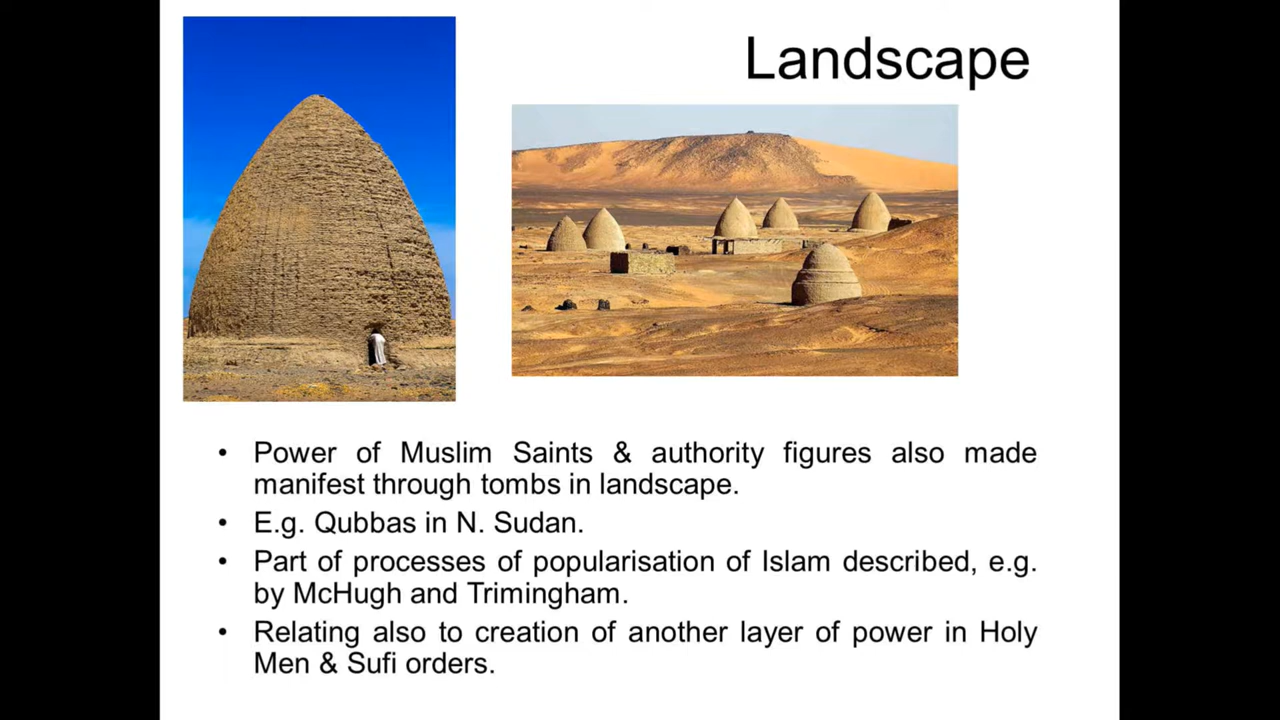 Landscape
• Power of Muslim Saints & authority figures also made
manifest through tombs in landscape.
• E.g. Qubbas in N. Sudan.
• Part of processes of popularisation of Islam described, e.g.
by McHugh and Trimingham.
• Relating also to creation of another layer of power in Holy
Men & Sufi orders.